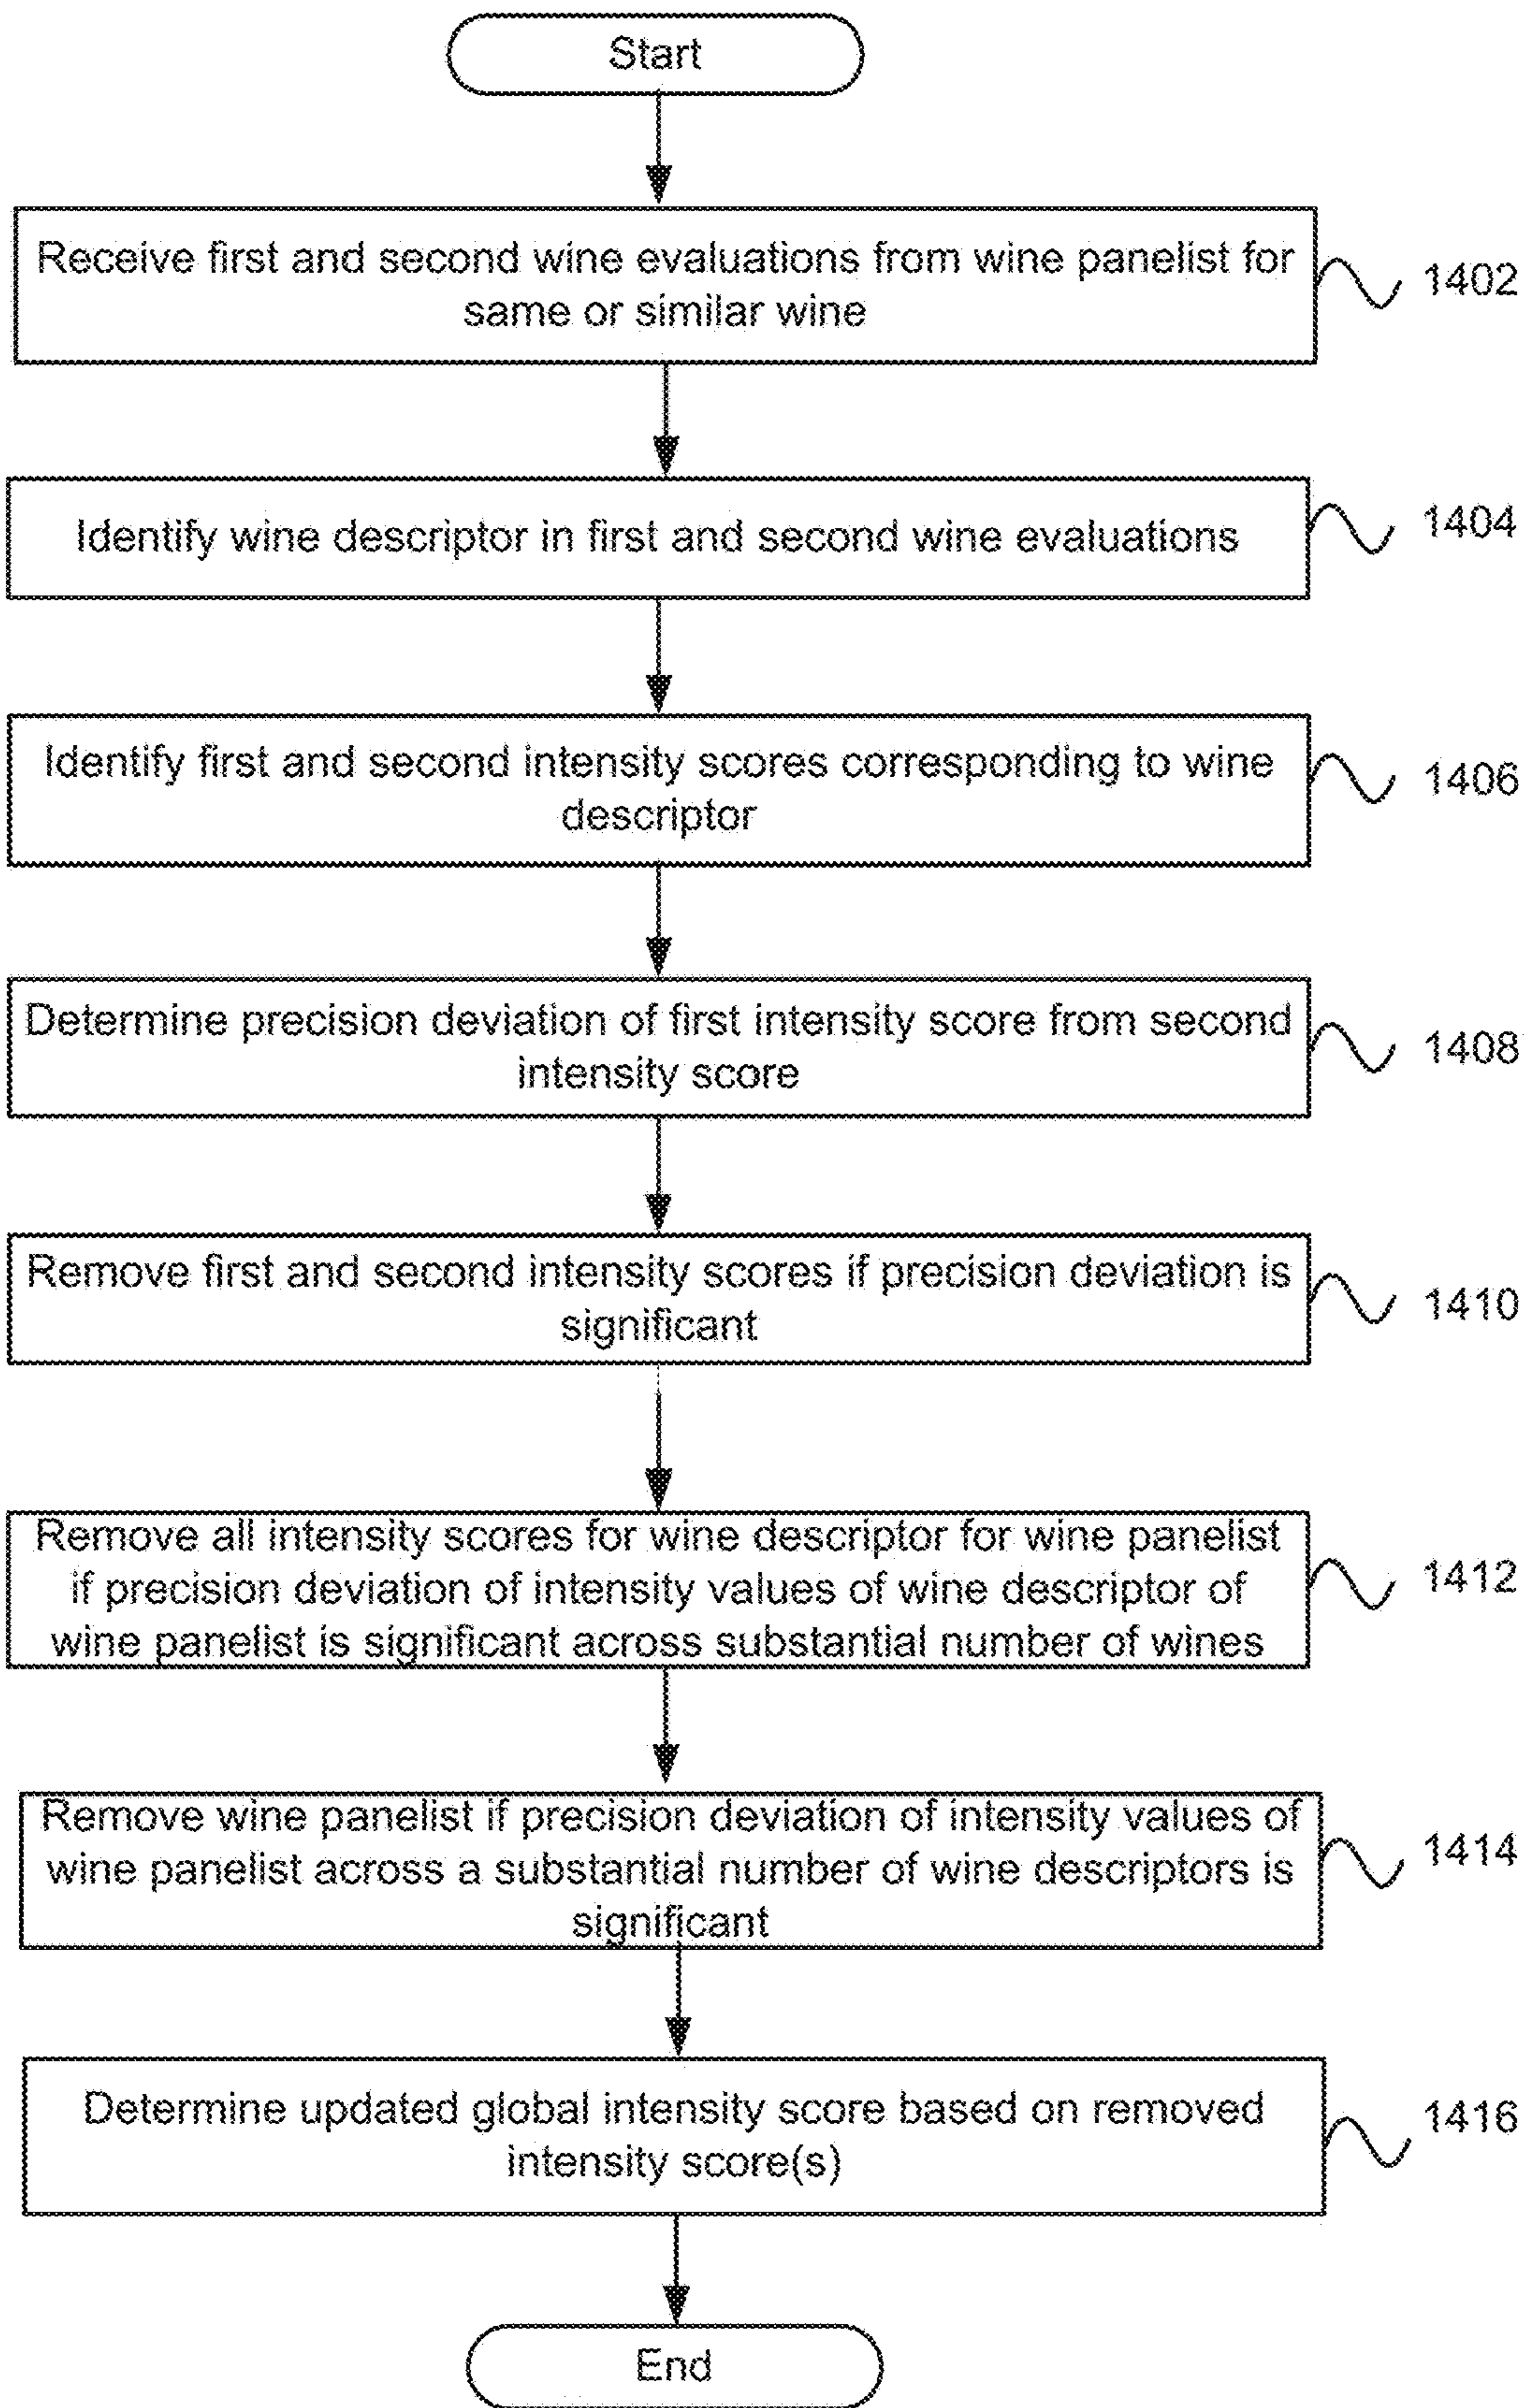 Start
Receive first and second wine evaluations from wine panelist for
same or similar wine
1402
Identify wine descriptor in first and second wine evaluations
1404
Identify first and second intensity scores corresponding to wine
descriptor
1406
Determine precision deviation of first intensity score from second
intensity score
1408
Remove first and second intensity scores if precision deviation is
significant
1410
Remove all intensity scores for wine descriptor for wine panelist
if precision deviation of intensity values of wine descriptor of
wine panelist is significant across substantial number of wines
1412
Remove wine panelist if precision deviation of intensity values of
wine panelist across a substantial number of wine descriptors is
significant
1414
Determine updated global intensity score based on removed
intensity score(s)
1416
End